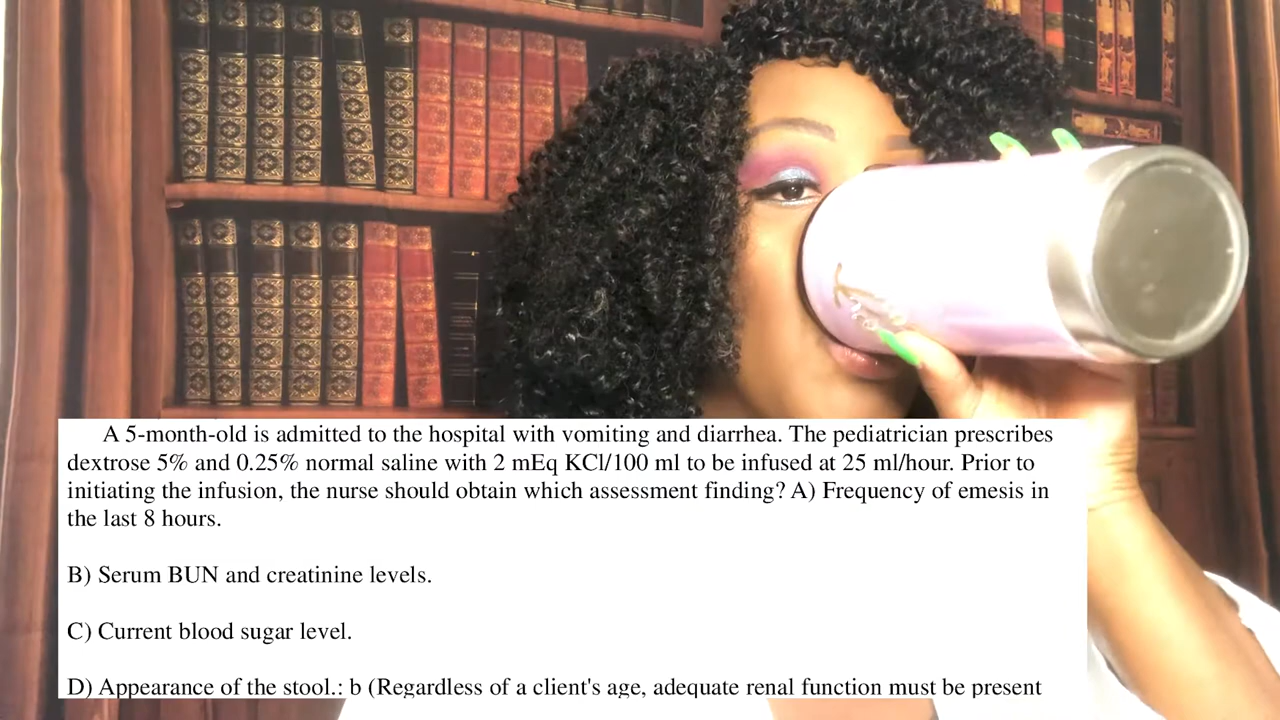 A 5-month-old is admitted to the hospital with vomiting and diarrhea. The pediatrician prescribes
dextrose 5% and 0.25% normal saline with 2 mEq KCl/100 ml to be infused at 25 ml/hour. Prior to
initiating the infusion, the nurse should obtain which assessment finding? A) Frequency of emesis in
the last 8 hours.
B) Serum BUN and creatinine levels.
C) Current blood sugar level.
D) Appearance of the stool.: b (Regardless of a client's age, adequate renal function must be present